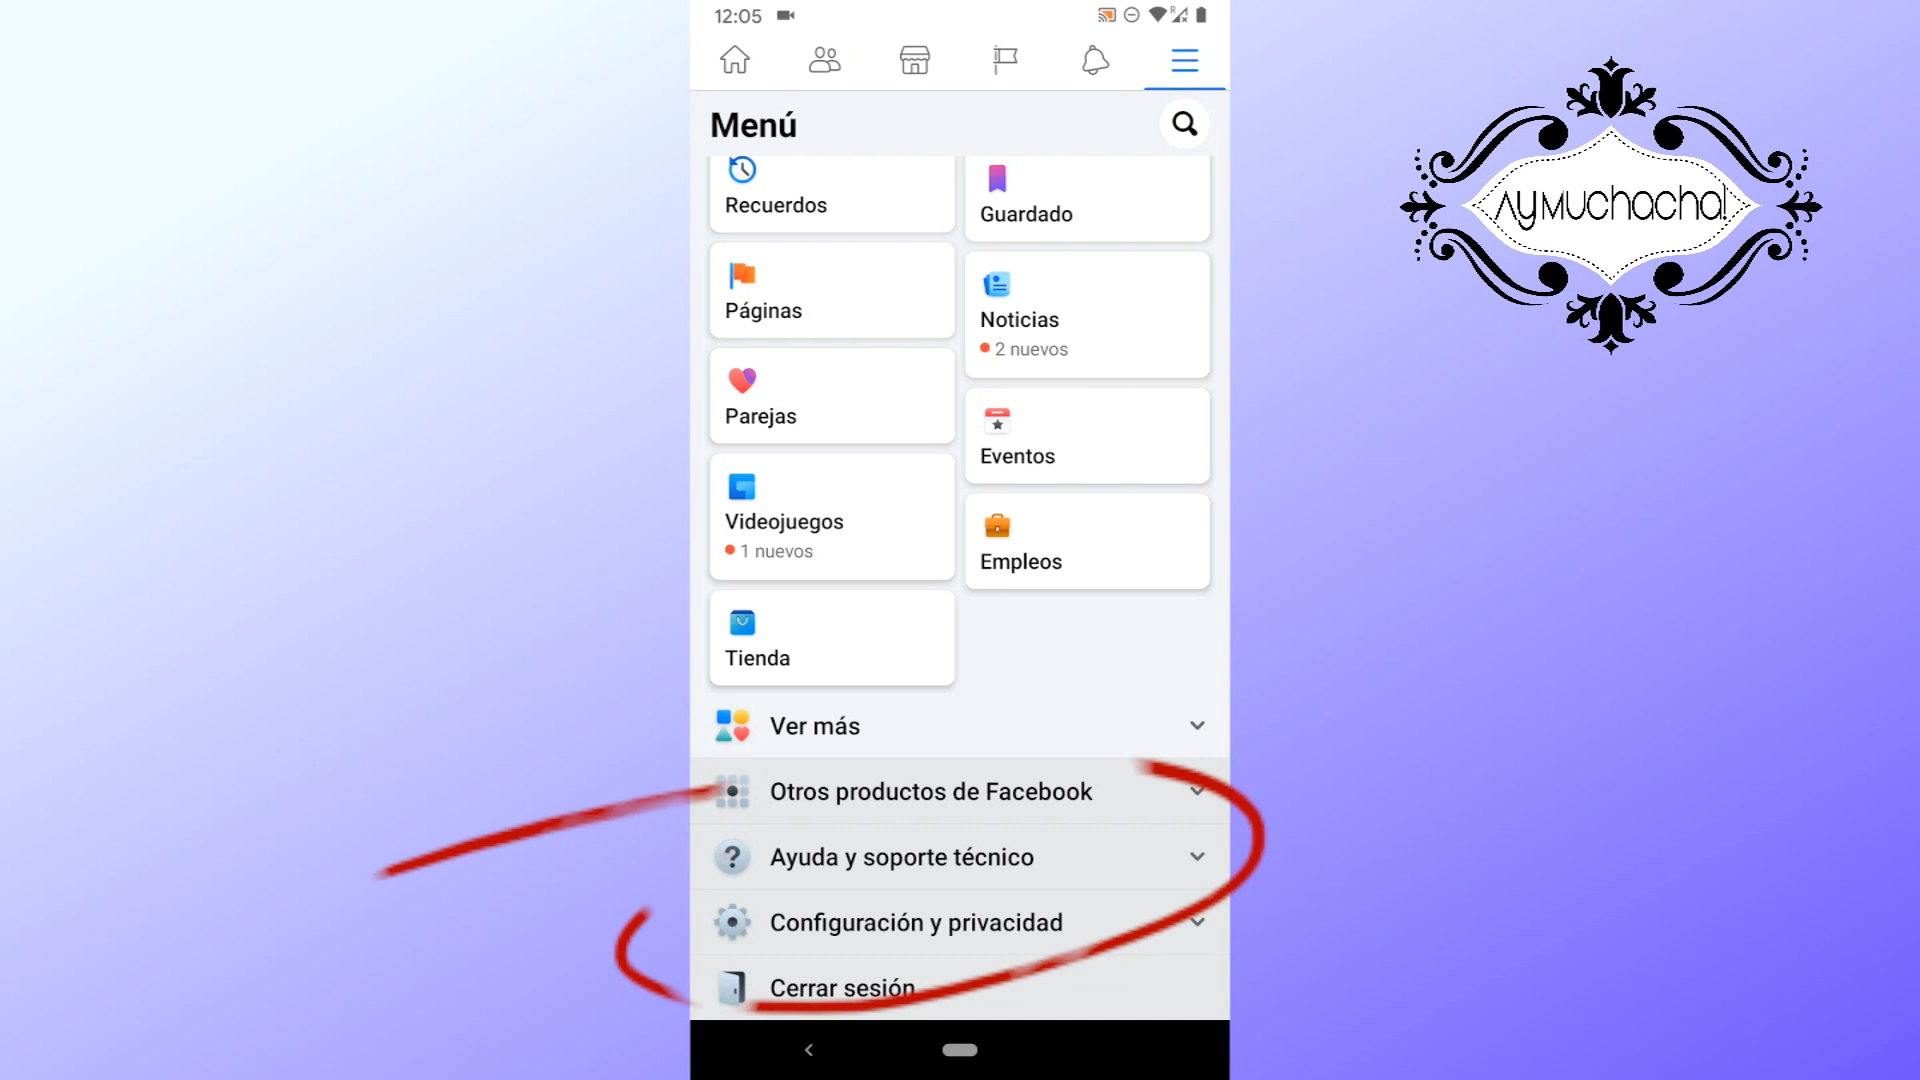 12:05
R
Menú
Recuerdos
Guardado
Páginas
Noticias
2 nuevos
Parejas
Eventos
Videojuegos
1 nuevos
Empleos
Tienda
Ver más
Otros productos de Facebook
Ayuda y soporte técnico
Configuración y privacidad
Cerrar sesión
AyMuchacha!